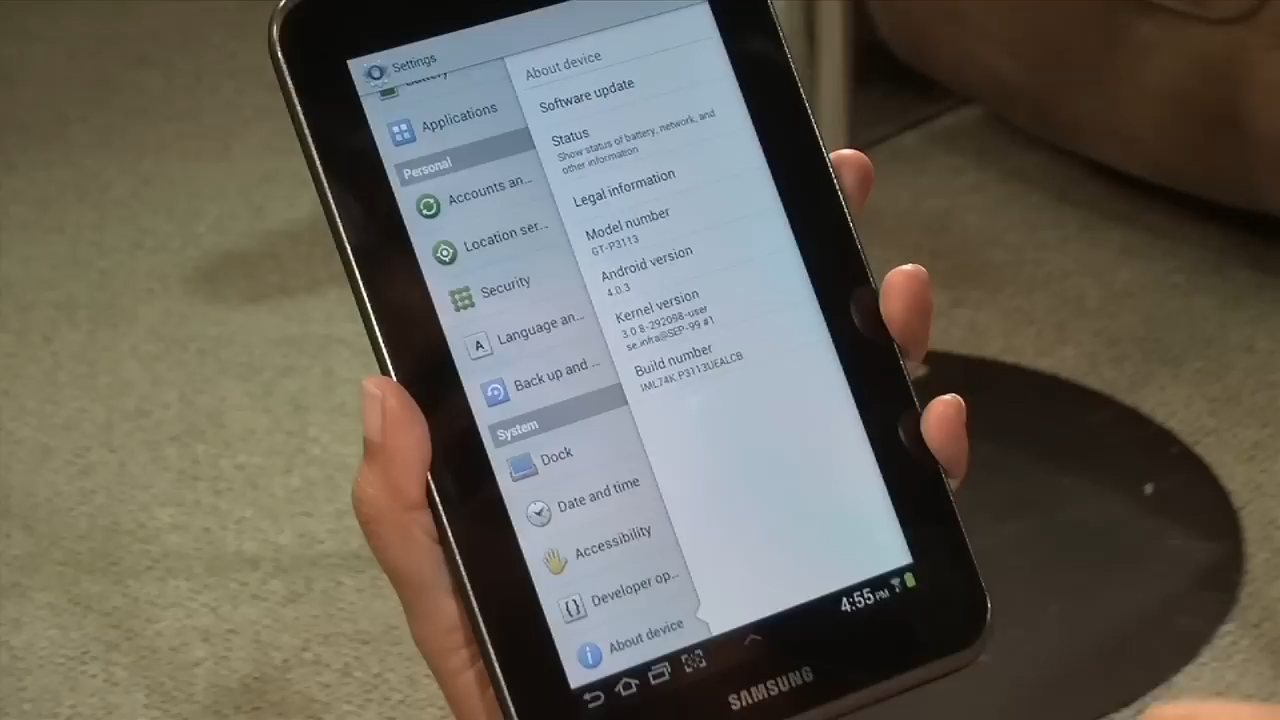 Settings
Battery
Applications
Personal
Accounts an...
Location ser...
Security
Language an...
Back up and ...
System
Dock
Date and time
Accessibility
Developer op...
About device
About device
Software update
Status
Show status of battery, network, and
other information
Legal information
Model number
GT-P3113
Android version
4.0.3
Kernel version
3.0.8-292098-user
se.infra@SEP-99 #1
Build number
IML74K.P3113UEALCB
4:55PM
SAMSUNG